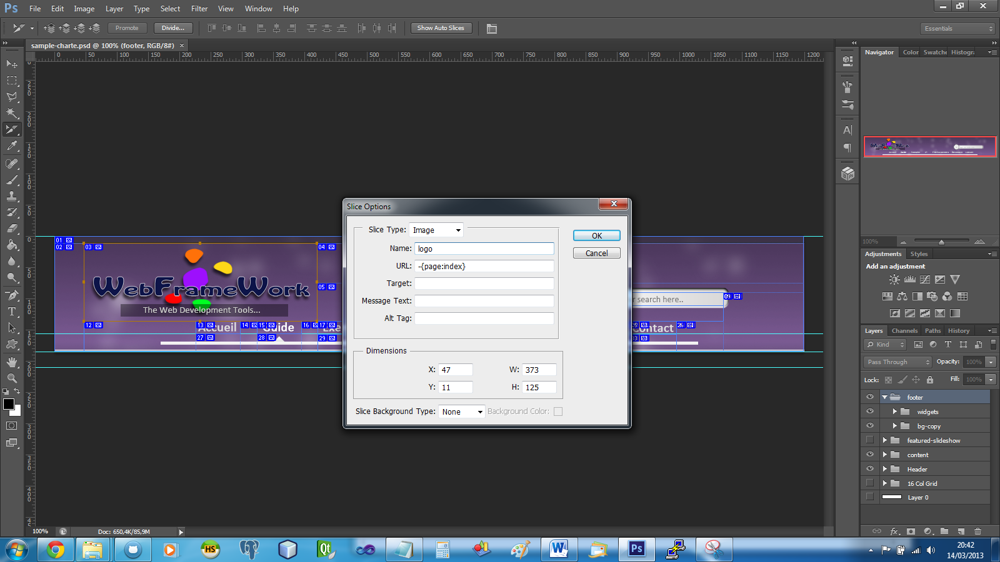 Ps File Edit Image Layer Type Select Filter View Window Help
Promote Divide... Show Auto Slices Essentials
sample-charte.psd @ 100% (footer, RGB/8#) ×
0 50 100 150 200 250 300 350 400 450 500 550 600 650 700 750 800 850 900 950 1000 1050 1100 1150 1200
Navigator Color Swatche Histogra
100%
Adjustments Styles
Add an adjustment
Slice Options
Slice Type: Image
Name: logo
URL: -{page:index}
Target:
Message Text:
Alt Tag:
OK
Cancel
Dimensions
X: 47 W: 373
Y: 11 H: 125
Slice Background Type: None Background Color:
01
02 03 04
WebFrameWork
05
The Web Development Tools...
r search here..
09
12 13 14 15 16 17 26
Accueil Guide Exe Contact
27 28 29
Layers Channels Paths History
Kind
Pass Through Opacity: 100%
Lock: Fill: 100%
footer
widgets
bg-copy
featured-slideshow
content
Header
16 Col Grid
Layer 0
fx
100% Doc: 650,4K/85,9M
HS Qt W Ps
20:42
14/03/2013